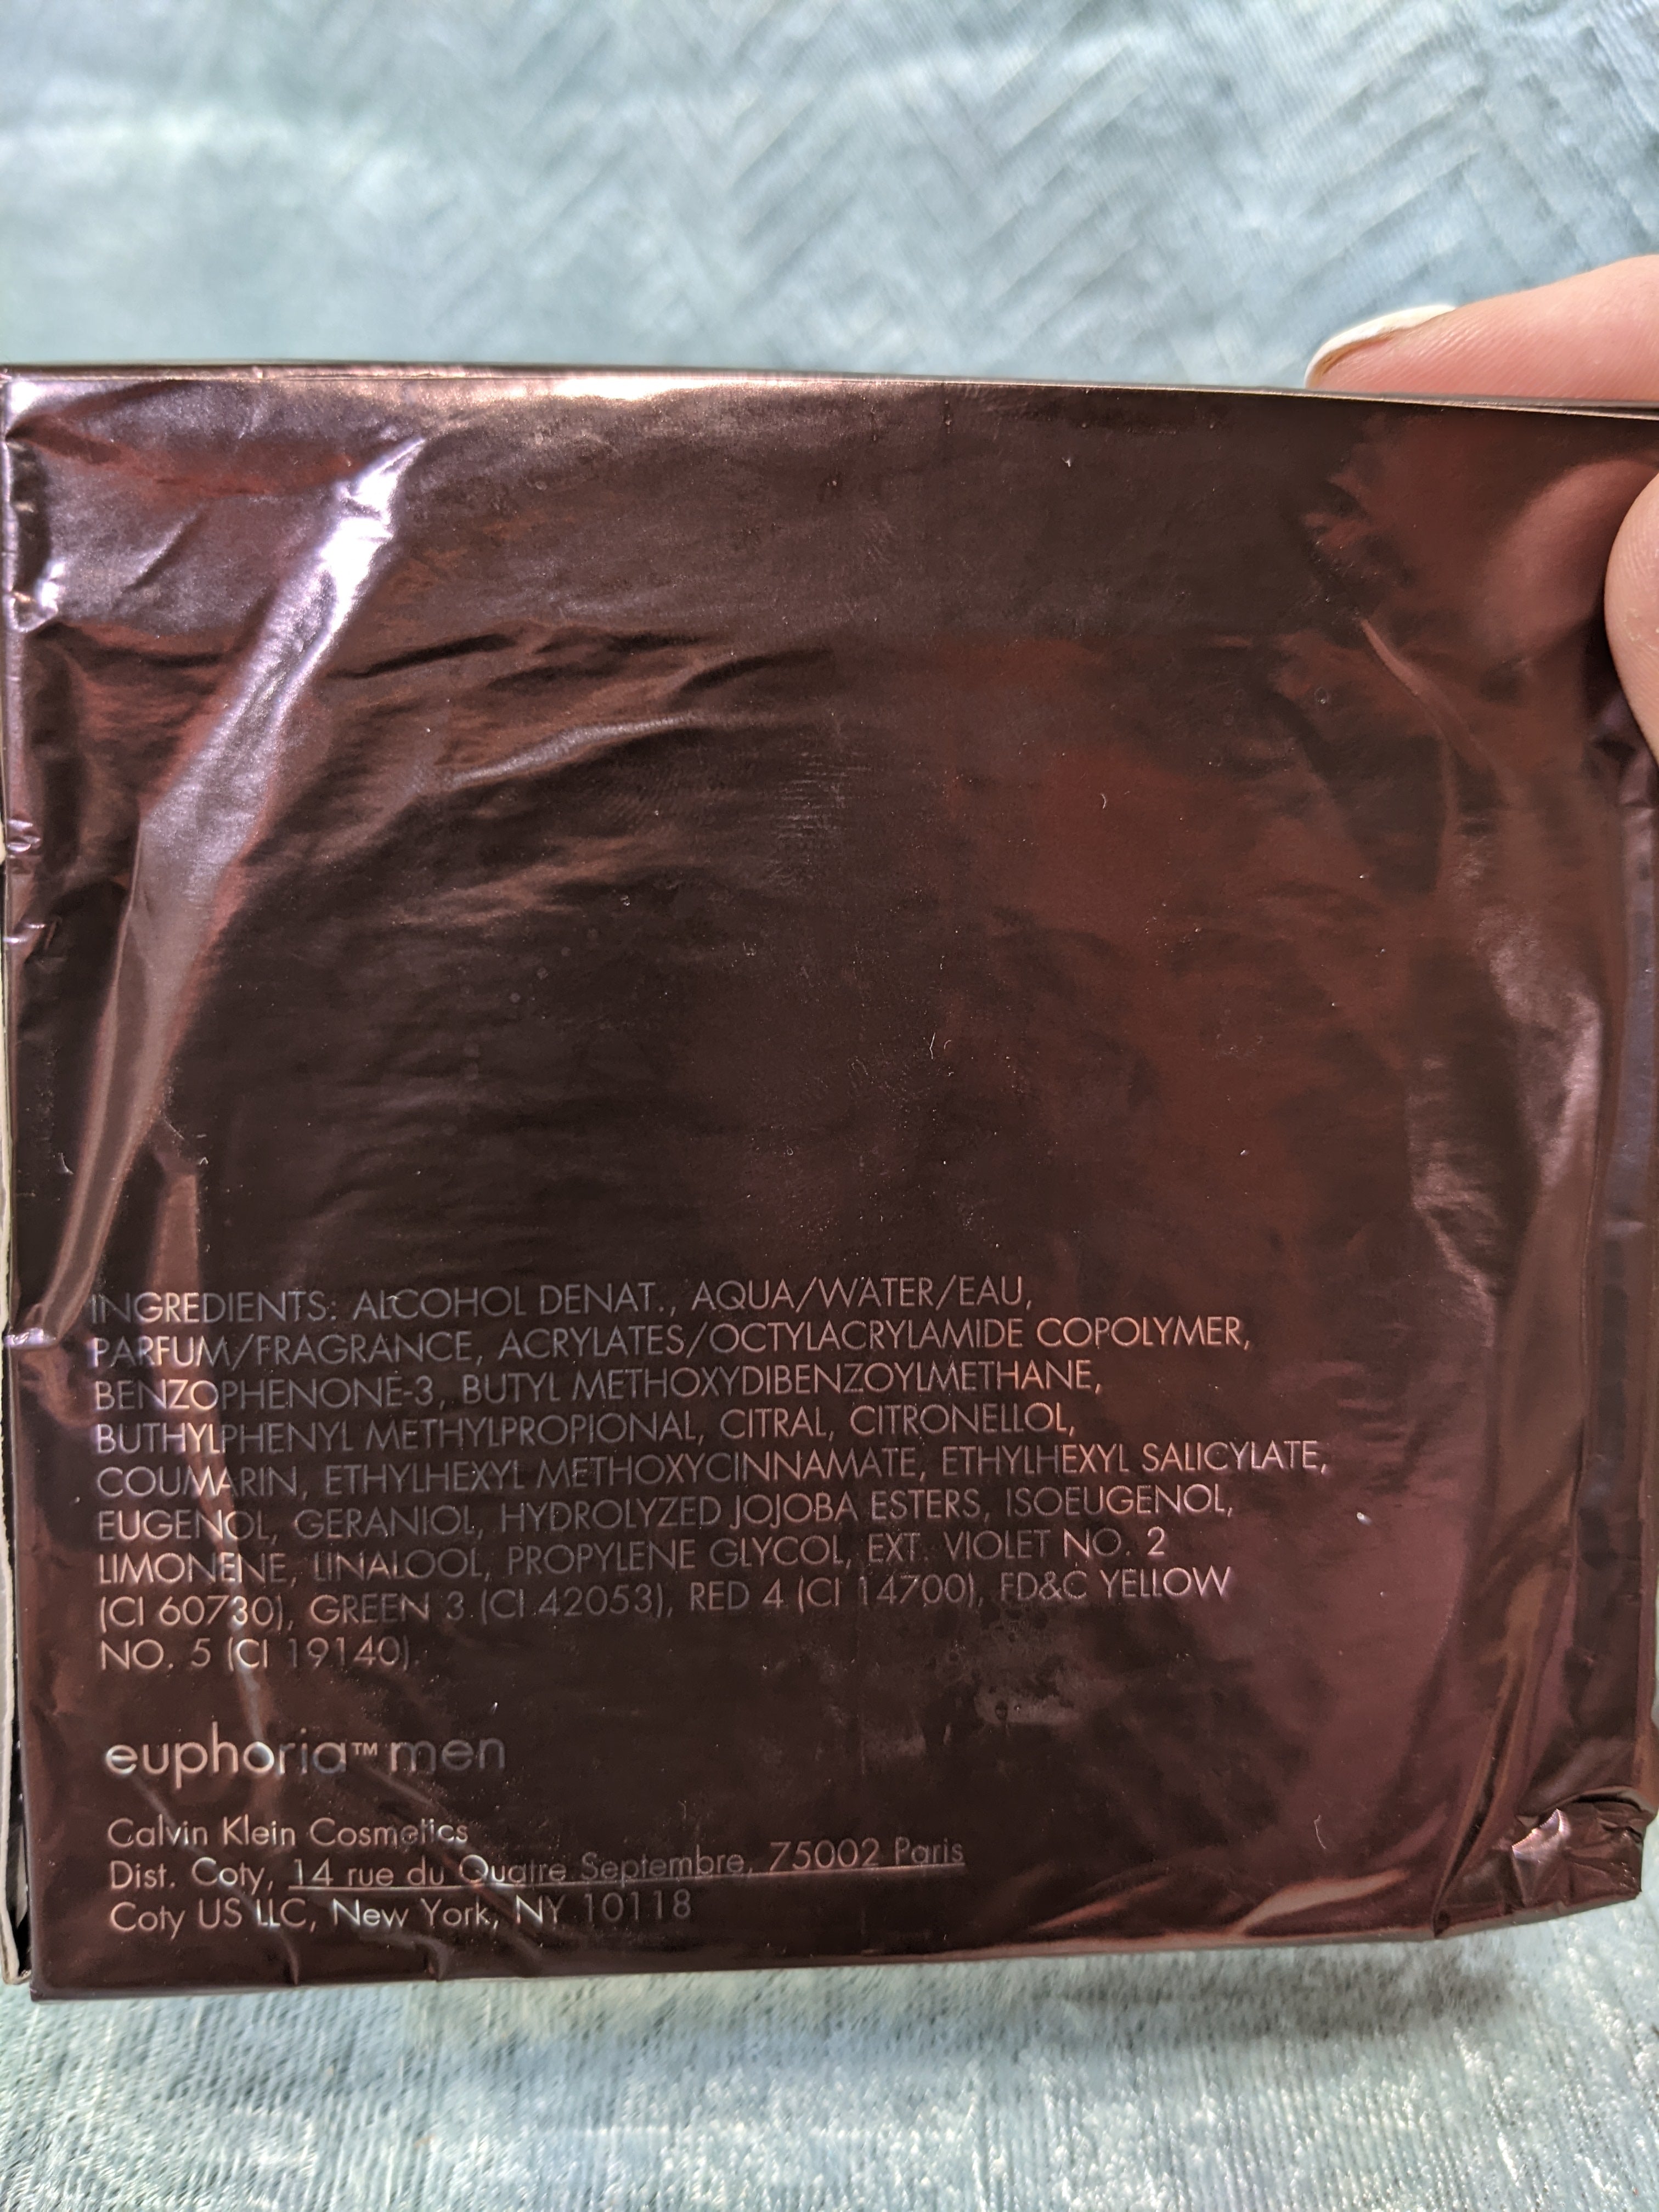 INGREDIENTS: ALCOHOL DENAT., AQUA/WATER/EAU,
PARFUM/FRAGRANCE, ACRYLATES/OCTYLACRYLAMIDE COPOLYMER,
BENZOPHENONE-3, BUTYL METHOXYDIBENZOYLMETHANE,
BUTHYLPHENYL METHYLPROPIONAL, CITRAL, CITRONELLOL,
COUMARIN, ETHYLHEXYL METHOXYCINNAMATE, ETHYLHEXYL SALICYLATE,
EUGENOL, GERANIOL, HYDROLYZED JOJOBA ESTERS, ISOEUGENOL,
LIMONENE, LINALOOL, PROPYLENE GLYCOL, EXT. VIOLET NO. 2
(CI 60730), GREEN 3 (CI 42053), RED 4 (CI 14700), FD&C YELLOW
NO. 5 (CI 19140).
euphoria™ men
Calvin Klein Cosmetics
Dist. Coty, 14 rue du Quatre Septembre, 75002 Paris
Coty US LLC, New York, NY 10118